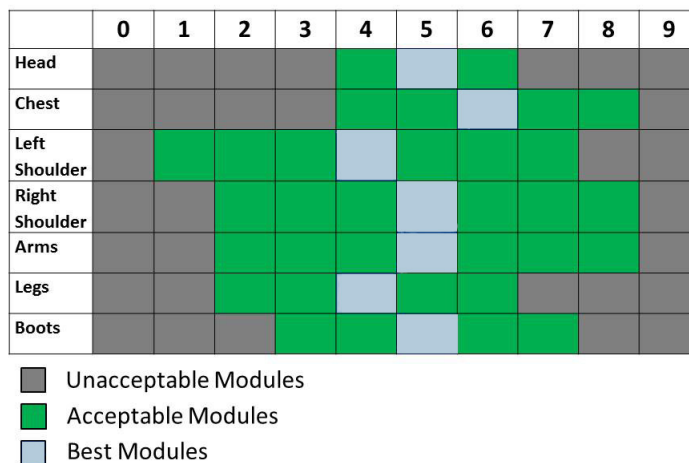 0 1 2 3 4 5 6 7 8 9
Head
Chest
Left
Shoulder
Right
Shoulder
Arms
Legs
Boots
Unacceptable Modules
Acceptable Modules
Best Modules